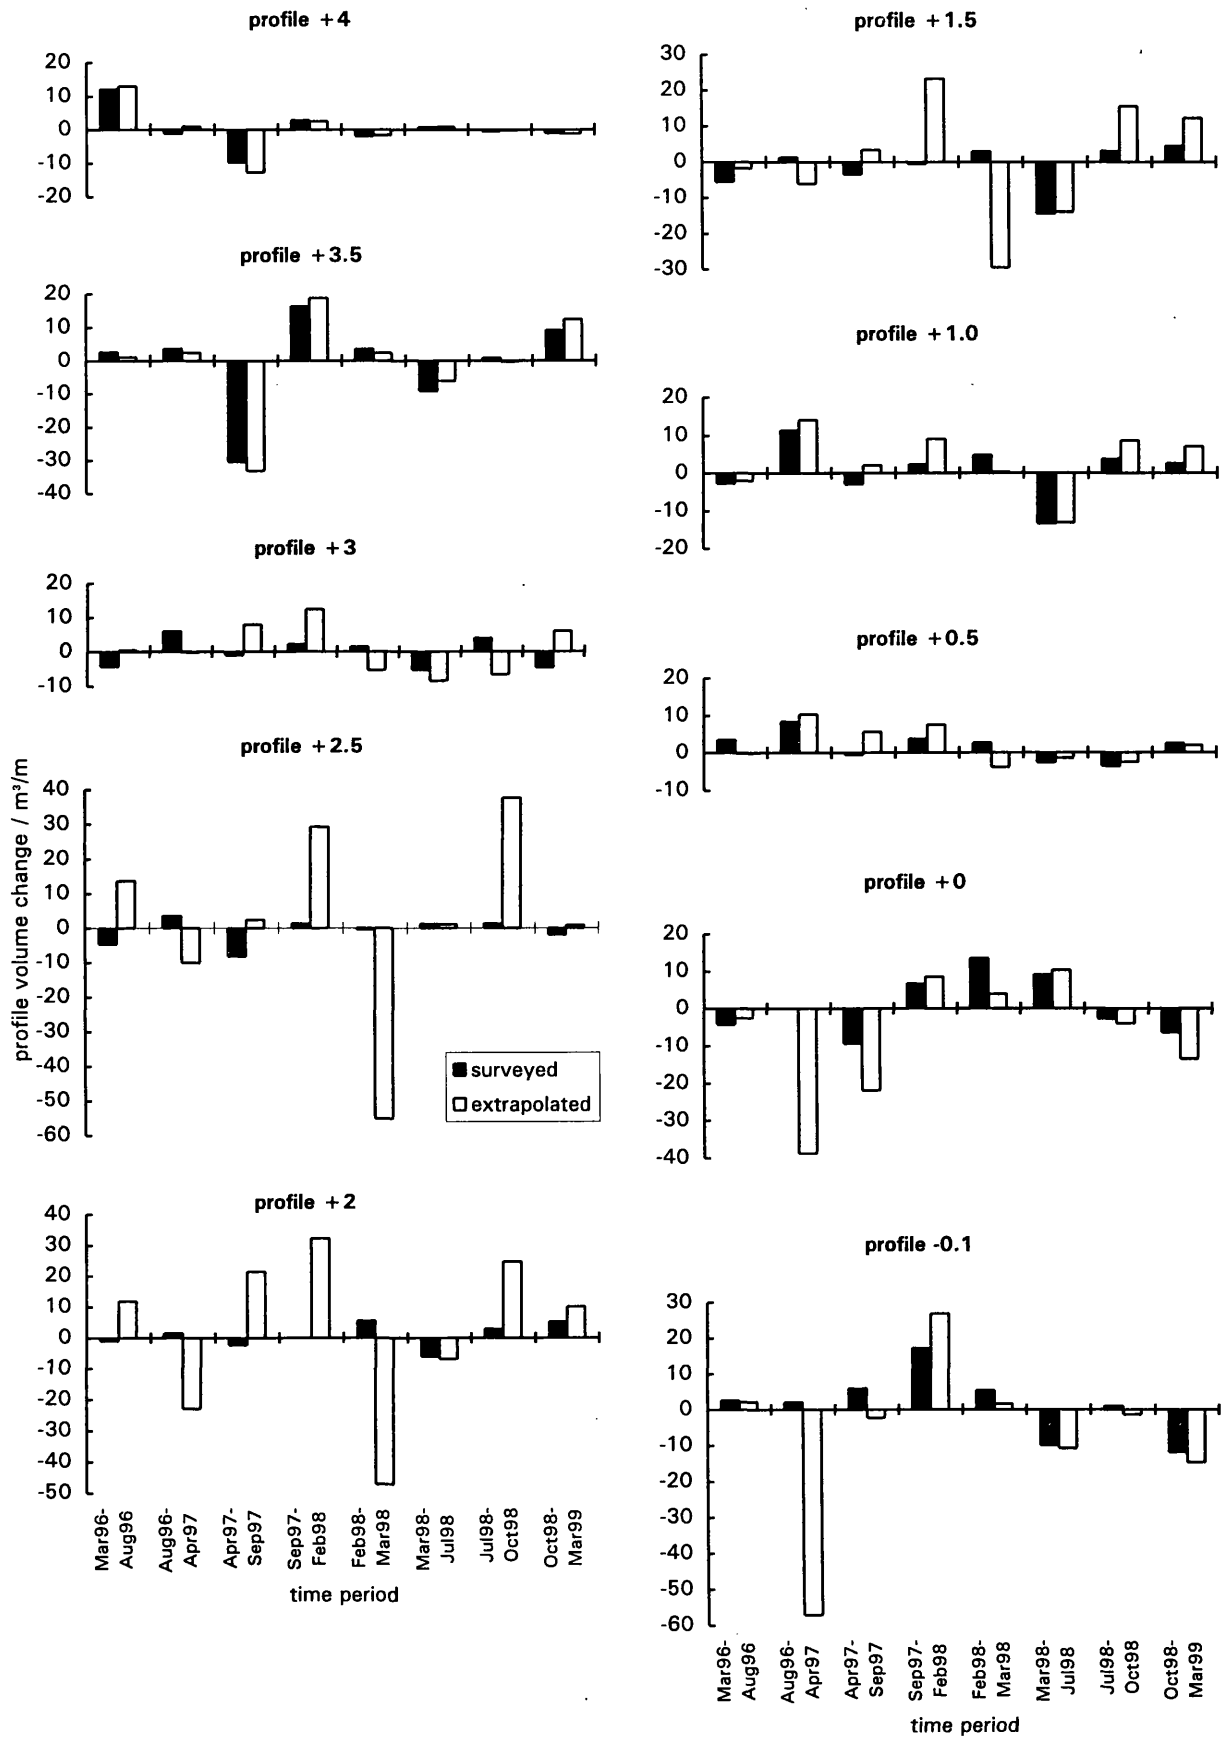 profile +4
20
10
0
-10
-20
profile +3.5
20
10
0
-10
-20
-30
-40
profile +3
20
10
0
-10
profile +2.5
profile volume change / m³/m
40
30
20
10
0
-10
-20
-30
-40
-50
-60
surveyed
extrapolated
profile +2
40
30
20
10
0
-10
-20
-30
-40
-50
Mar96-
Aug96
Aug96-
Apr97
Apr97-
Sep97
Sep97-
Feb98
Feb98-
Mar98
Mar98-
Jul98
Jul98-
Oct98
Oct98-
Mar99
time period
profile +1.5
30
20
10
0
-10
-20
-30
profile +1.0
20
10
0
-10
-20
profile +0.5
20
10
0
-10
profile +0
20
10
0
-10
-20
-30
-40
profile -0.1
30
20
10
0
-10
-20
-30
-40
-50
-60
Mar96-
Aug96
Aug96-
Apr97
Apr97-
Sep97
Sep97-
Feb98
Feb98-
Mar98
Mar98-
Jul98
Jul98-
Oct98
Oct98-
Mar99
time period